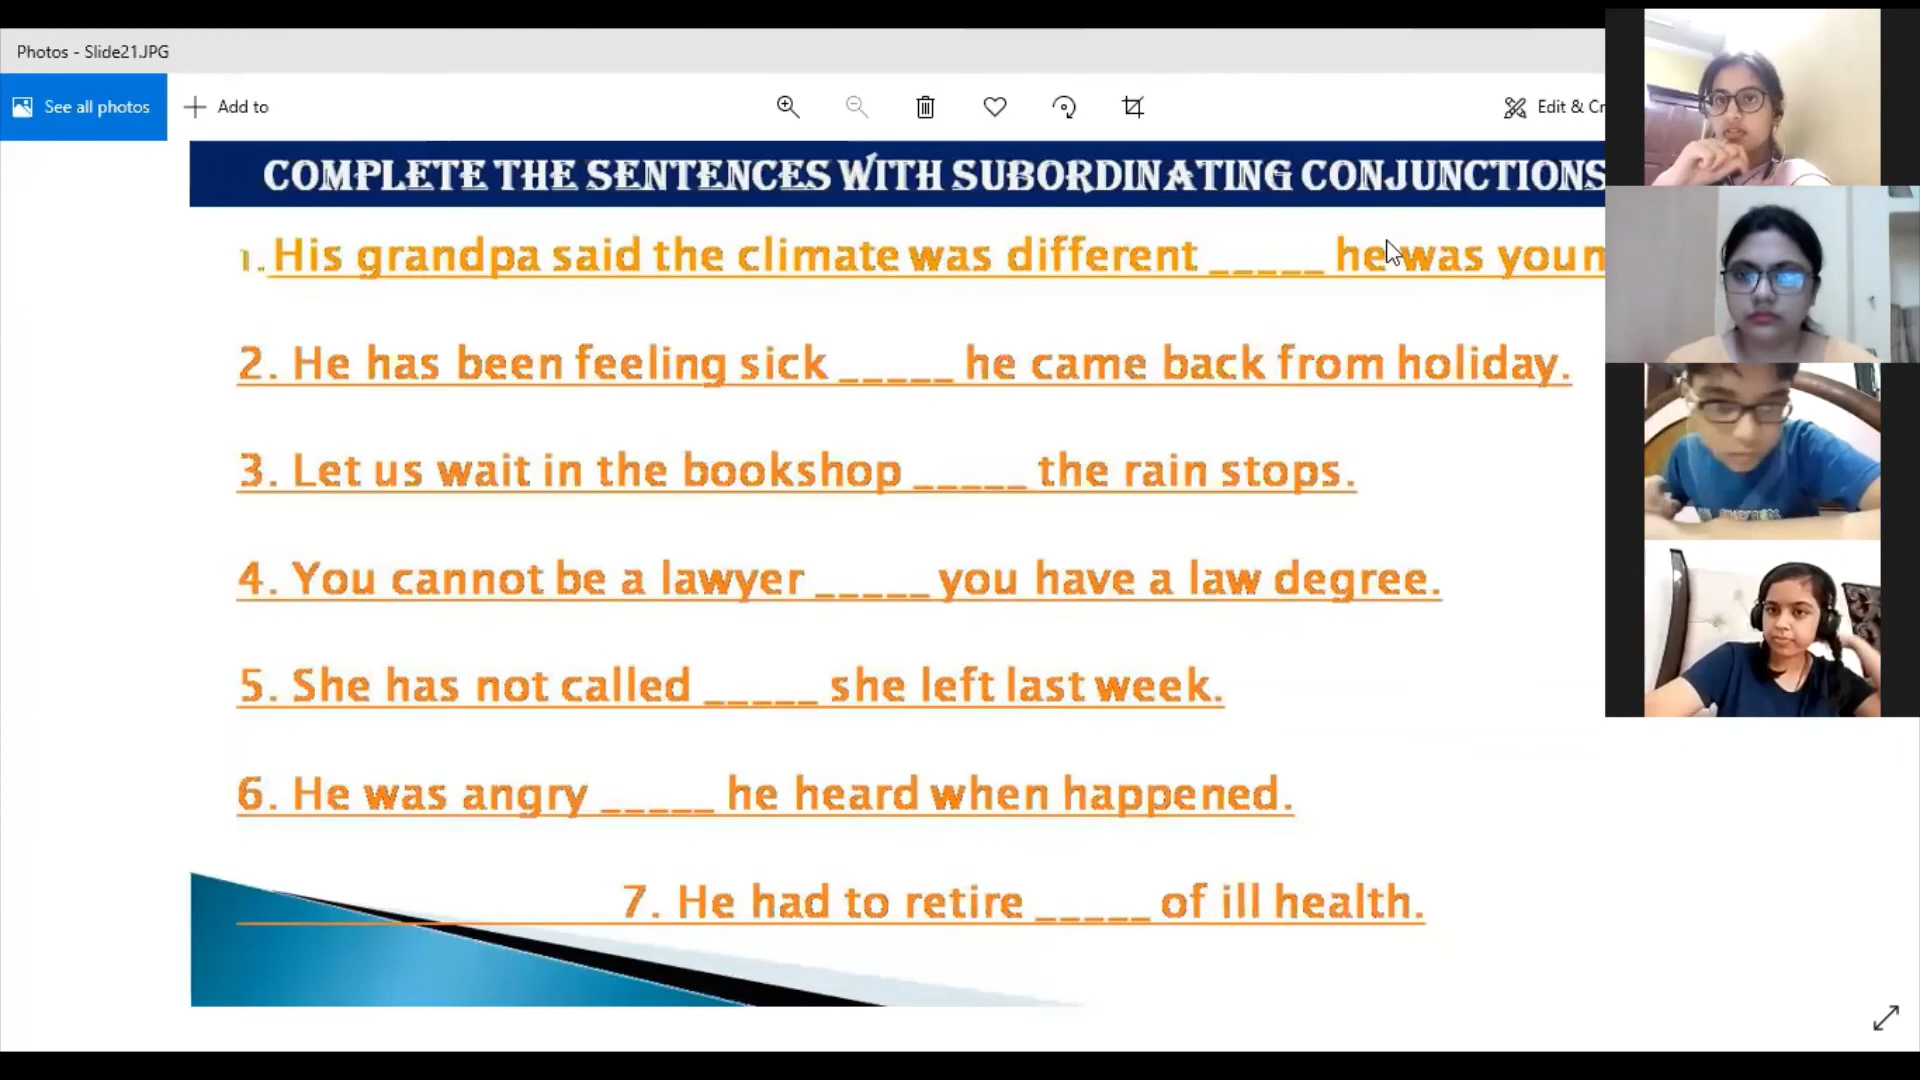 Photos - Slide21.JPG
See all photos
Add to
Edit & Cr
COMPLETE THE SENTENCES WITH SUBORDINATING CONJUNCTIONS
1. His grandpa said the climate was different _____ he was youn
2. He has been feeling sick _____ he came back from holiday.
3. Let us wait in the bookshop _____ the rain stops.
4. You cannot be a lawyer _____ you have a law degree.
5. She has not called _____ she left last week.
6. He was angry _____ he heard when happened.
7. He had to retire _____ of ill health.